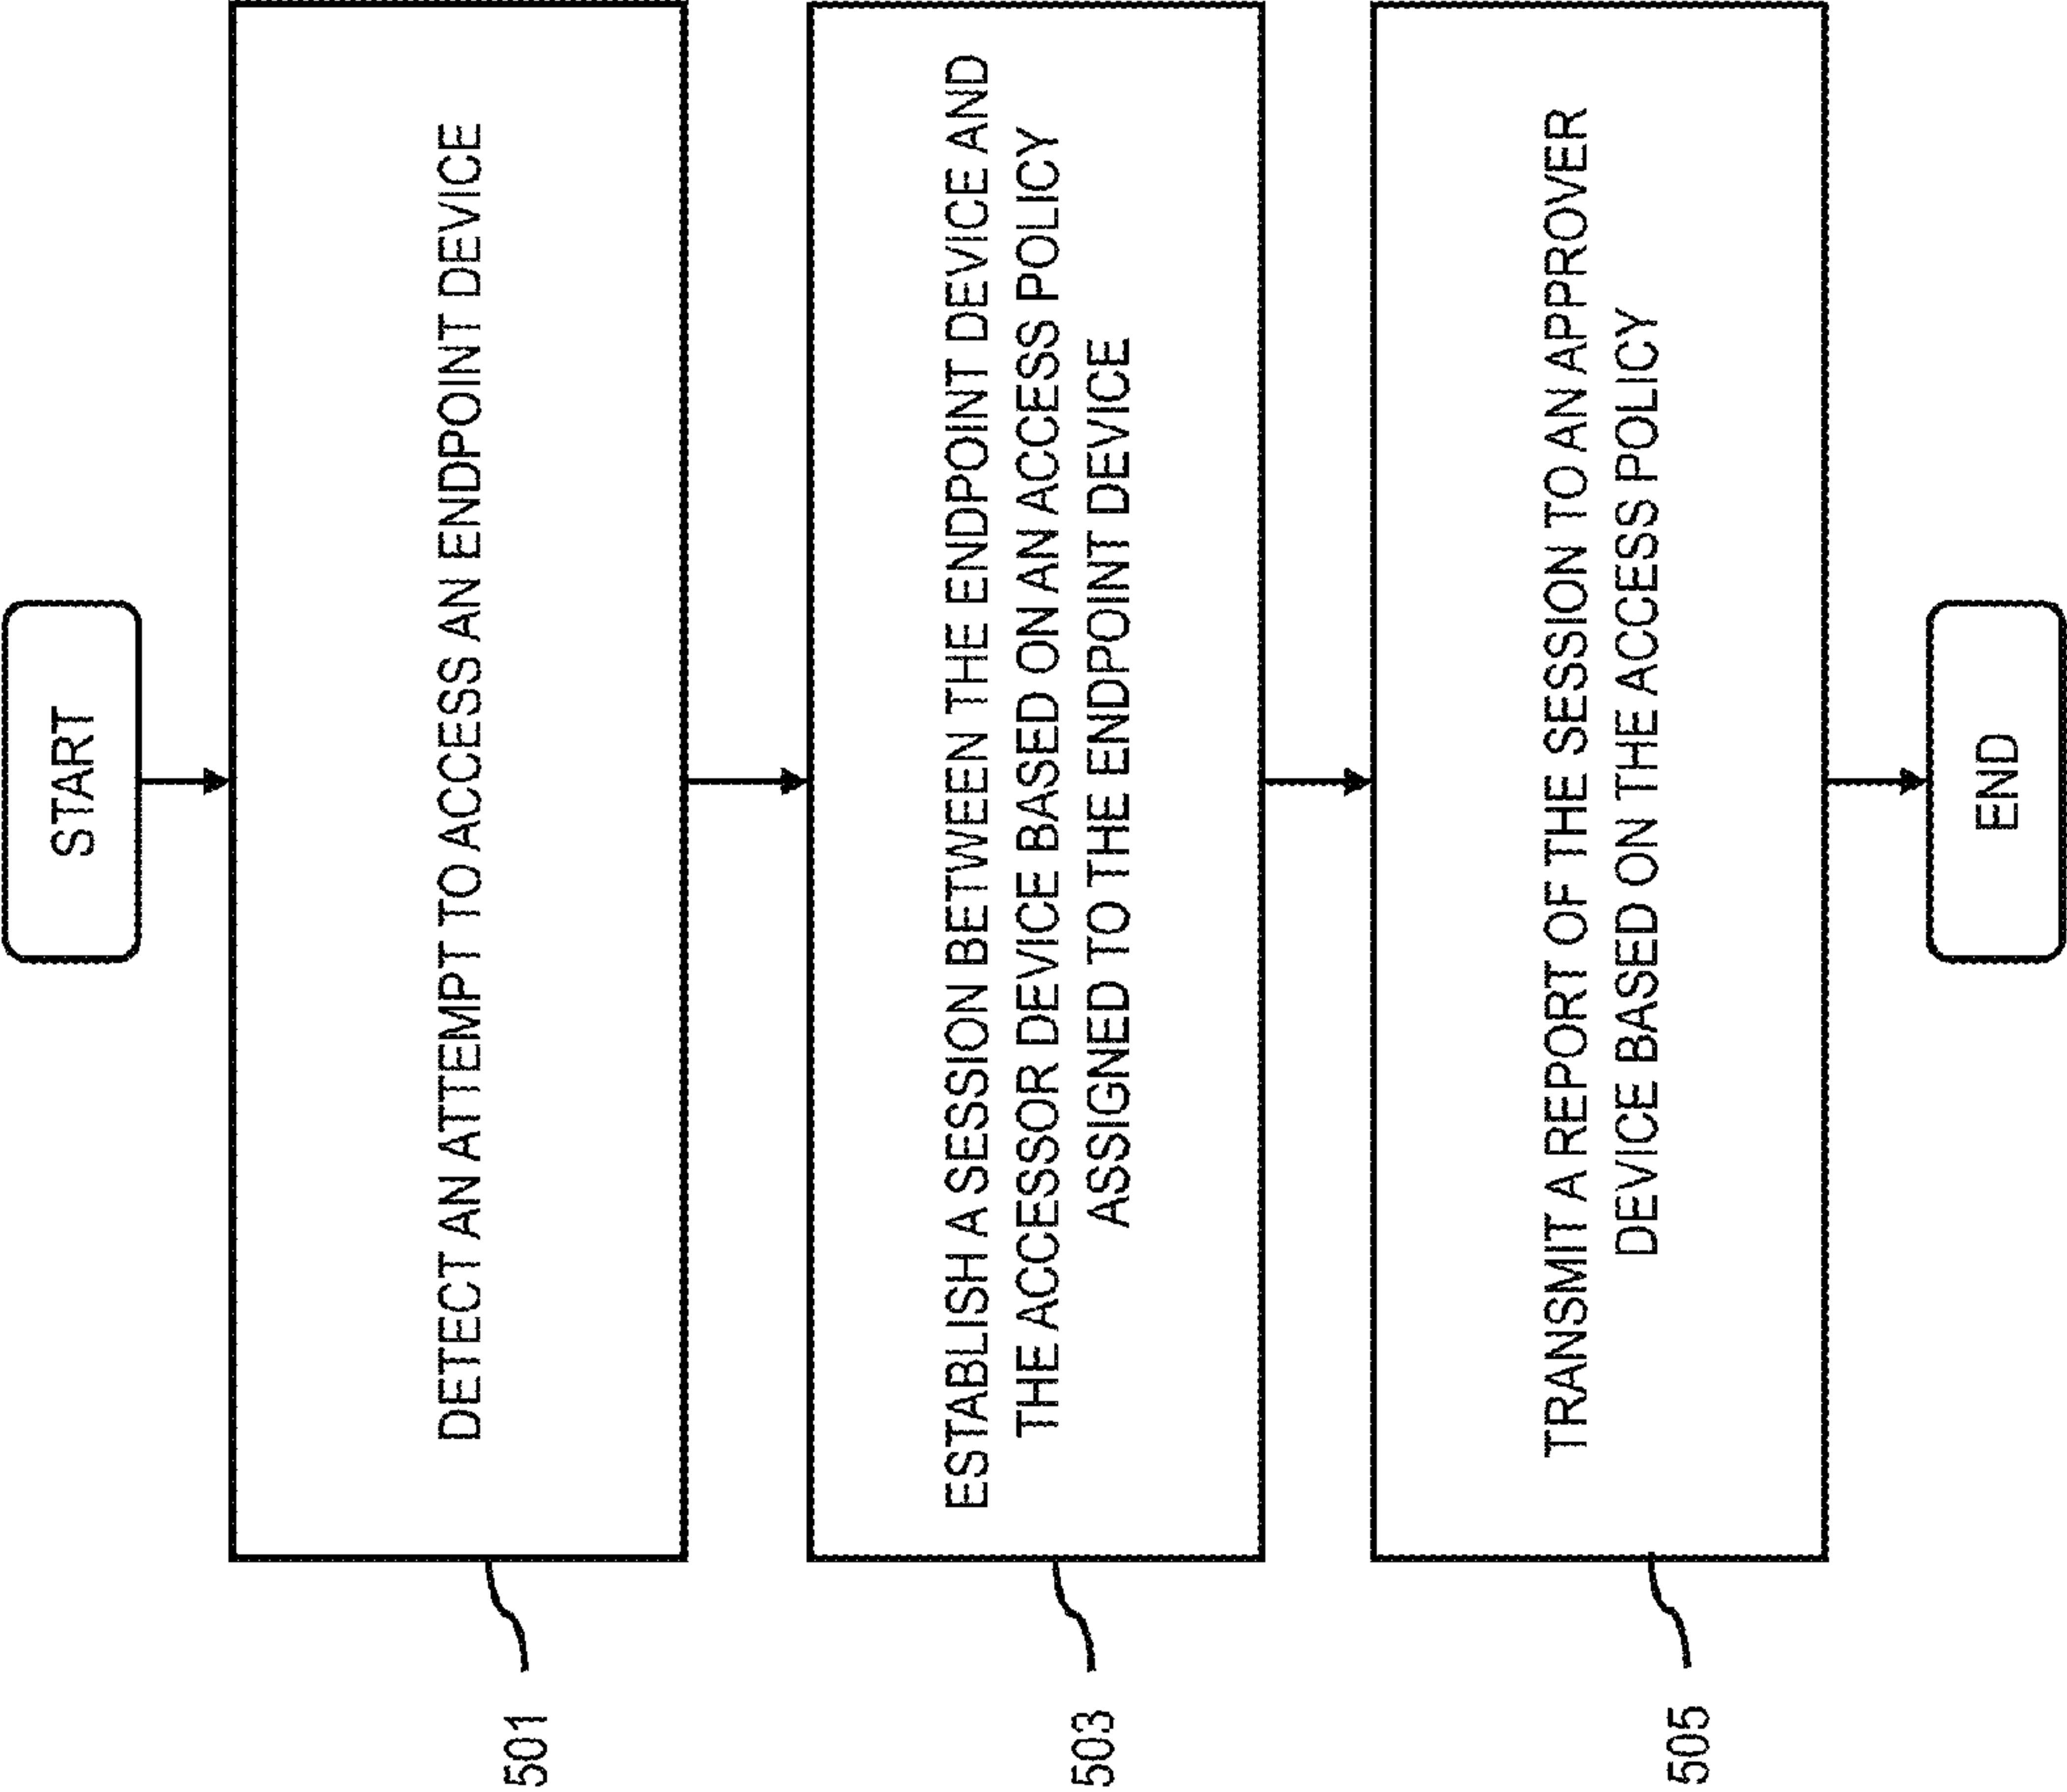 START
DETECT AN ATTEMPT TO ACCESS AN ENDPOINT DEVICE
501
ESTABLISH A SESSION BETWEEN THE ENDPOINT DEVICE AND
THE ACCESSOR DEVICE BASED ON AN ACCESS POLICY
ASSIGNED TO THE ENDPOINT DEVICE
503
TRANSMIT A REPORT OF THE SESSION TO AN APPROVER
DEVICE BASED ON THE ACCESS POLICY
505
END